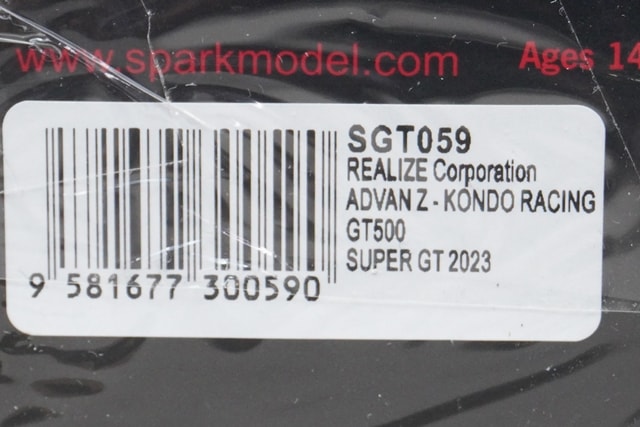 www.sparkmodel.com Ages 14
SGT059
REALIZE Corporation
ADVAN Z - KONDO RACING
GT500
SUPER GT 2023
9 581677 300590